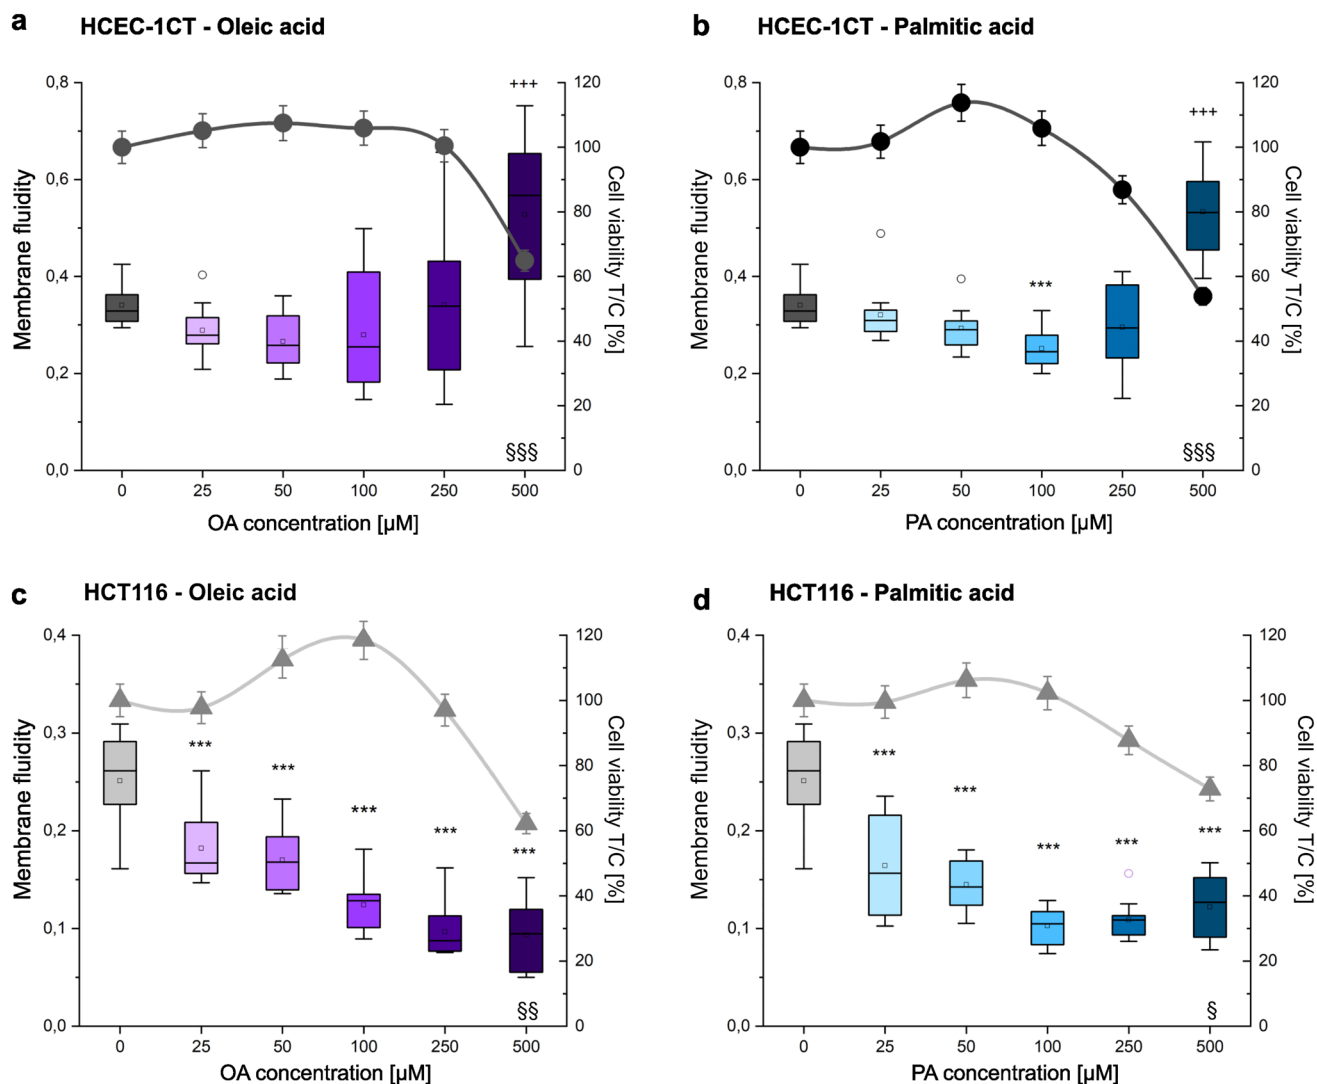 a
HCEC-1CT - Oleic acid
0,8
0,6
0,4
0,2
0,0
Membrane fluidity
120
100
80
60
40
20
0
Cell viability T/C [%]
+++
§§§
0 25 50 100 250 500
OA concentration [µM]
b
HCEC-1CT - Palmitic acid
0,8
0,6
0,4
0,2
0,0
Membrane fluidity
120
100
80
60
40
20
0
Cell viability T/C [%]
***
+++
§§§
0 25 50 100 250 500
PA concentration [µM]
c
HCT116 - Oleic acid
0,4
0,3
0,2
0,1
0,0
Membrane fluidity
120
100
80
60
40
20
0
Cell viability T/C [%]
*** *** *** *** ***
§§
0 25 50 100 250 500
OA concentration [µM]
d
HCT116 - Palmitic acid
0,4
0,3
0,2
0,1
0,0
Membrane fluidity
120
100
80
60
40
20
0
Cell viability T/C [%]
*** *** *** *** ***
§
0 25 50 100 250 500
PA concentration [µM]